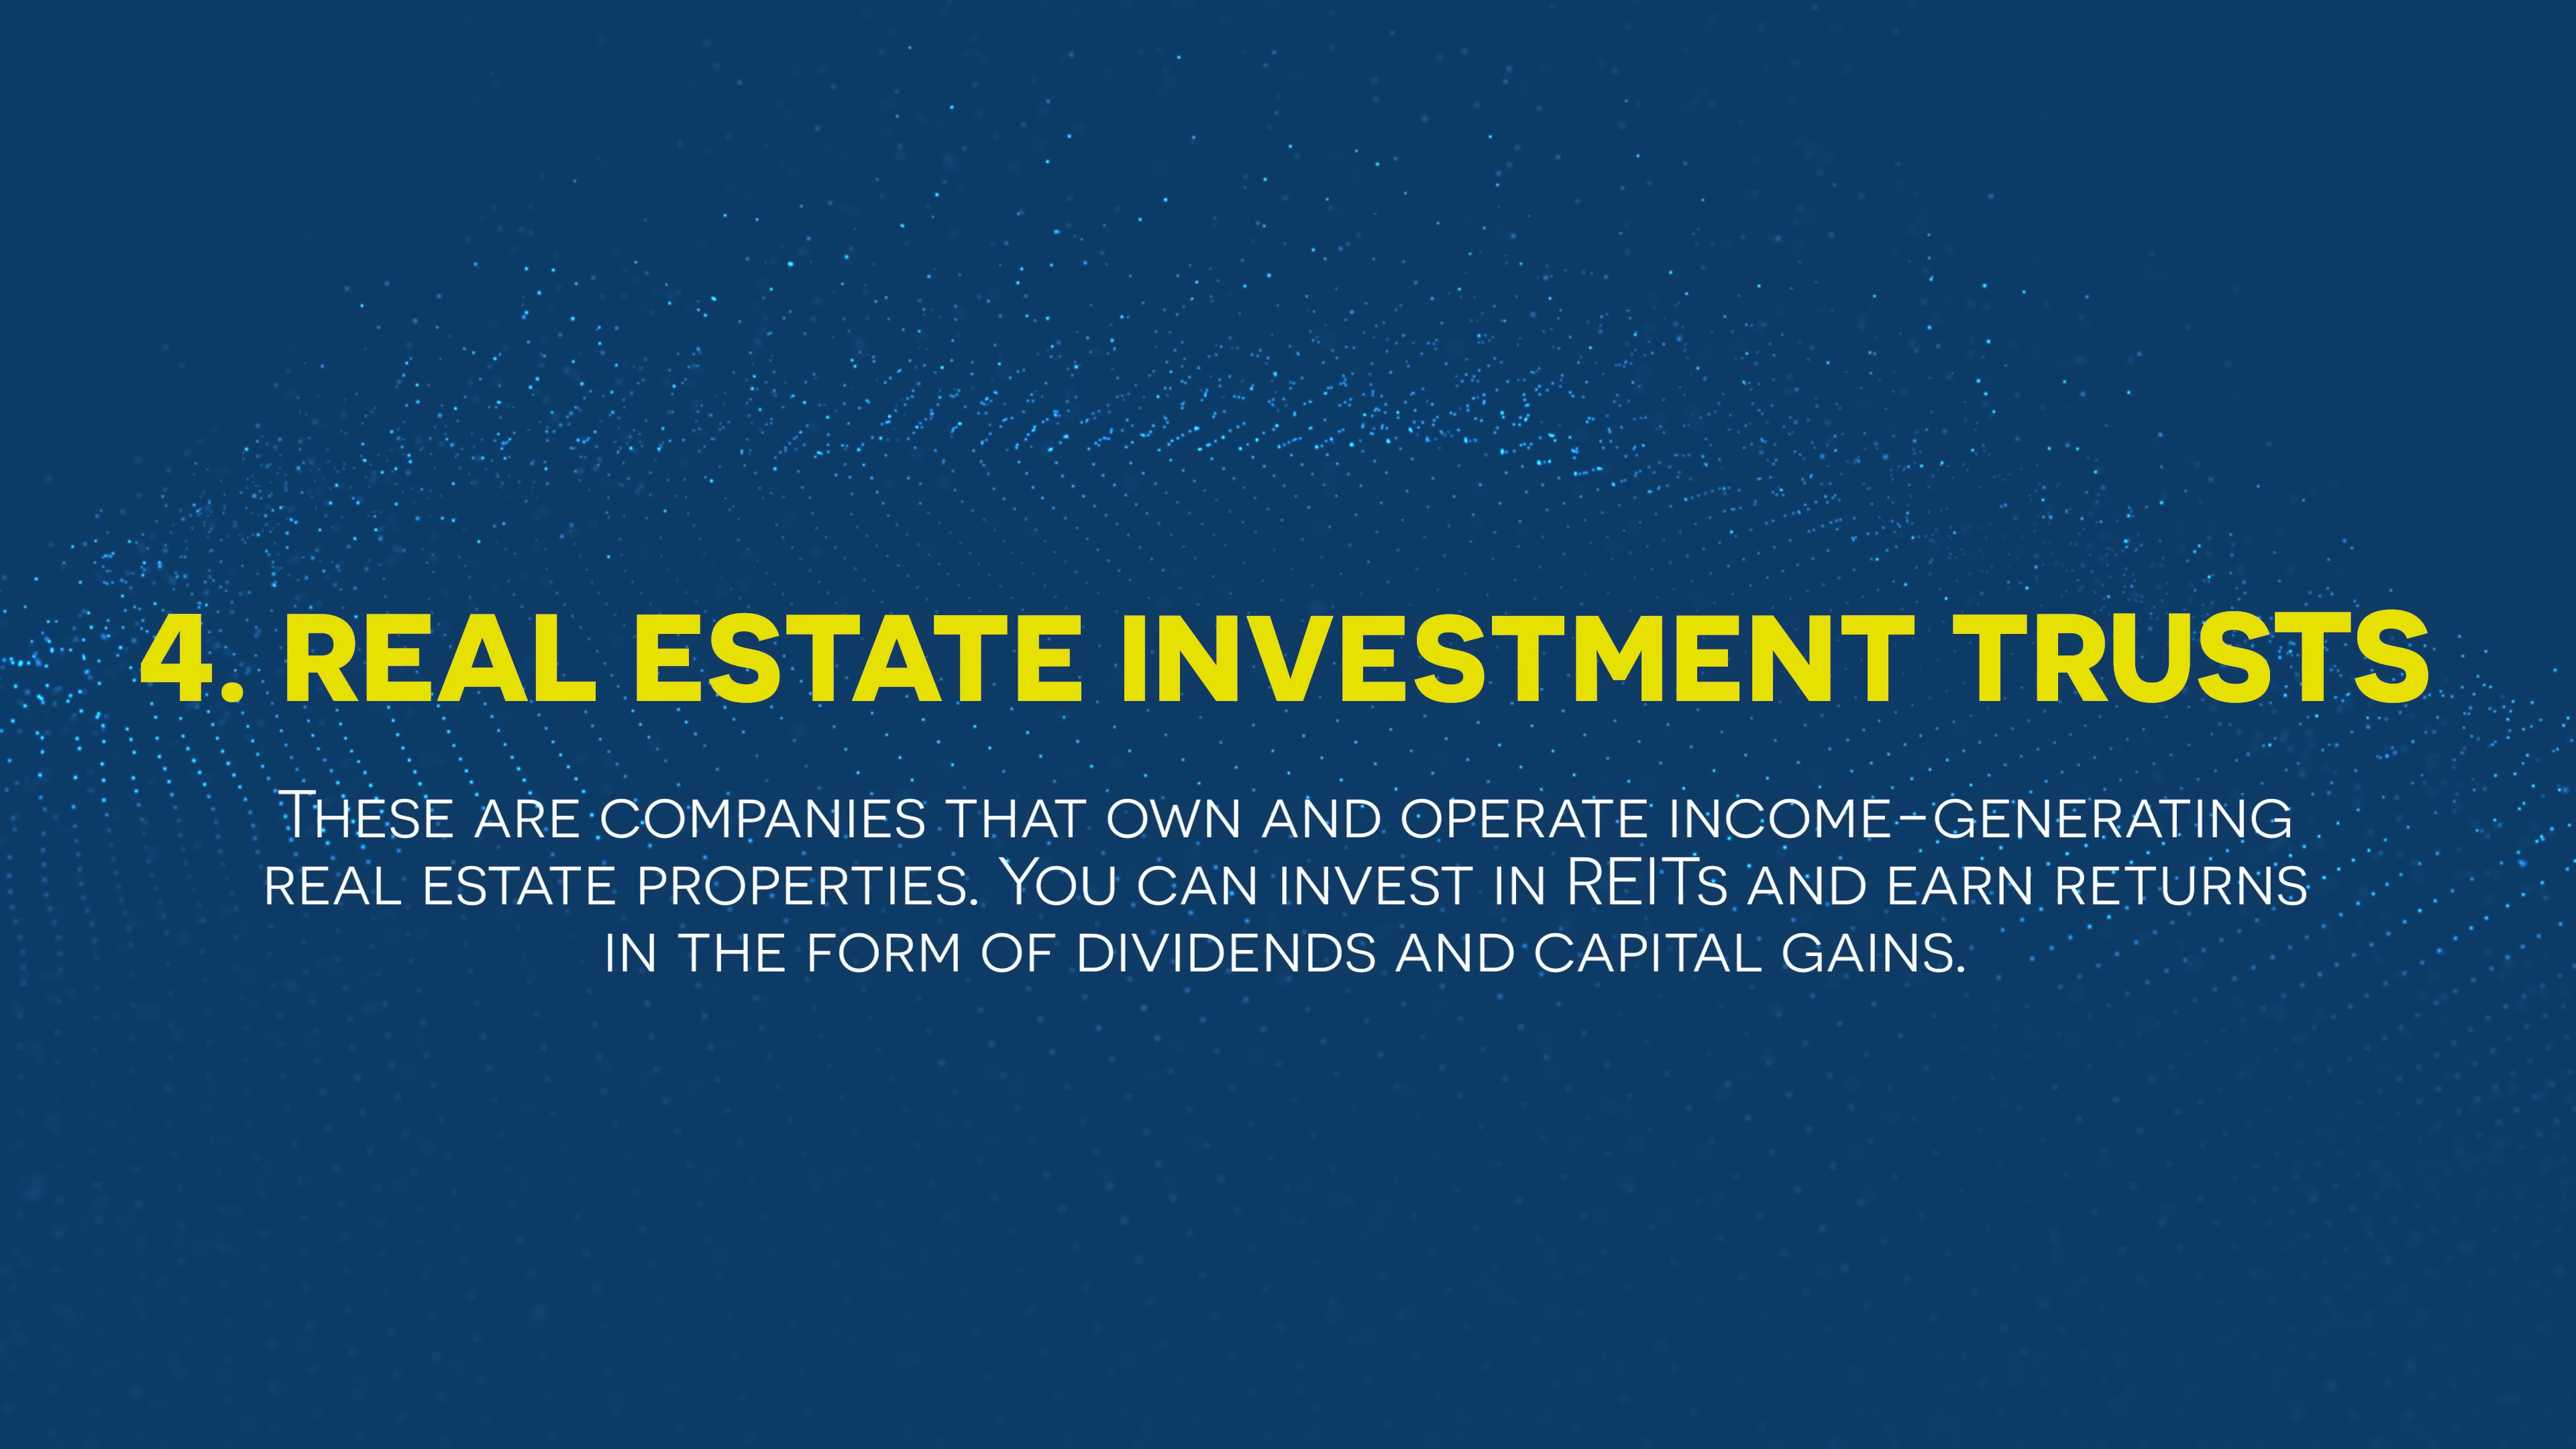 4. REAL ESTATE INVESTMENT TRUSTS
These are companies that own and operate income-generating
real estate properties. You can invest in REITs and earn returns
in the form of dividends and capital gains.